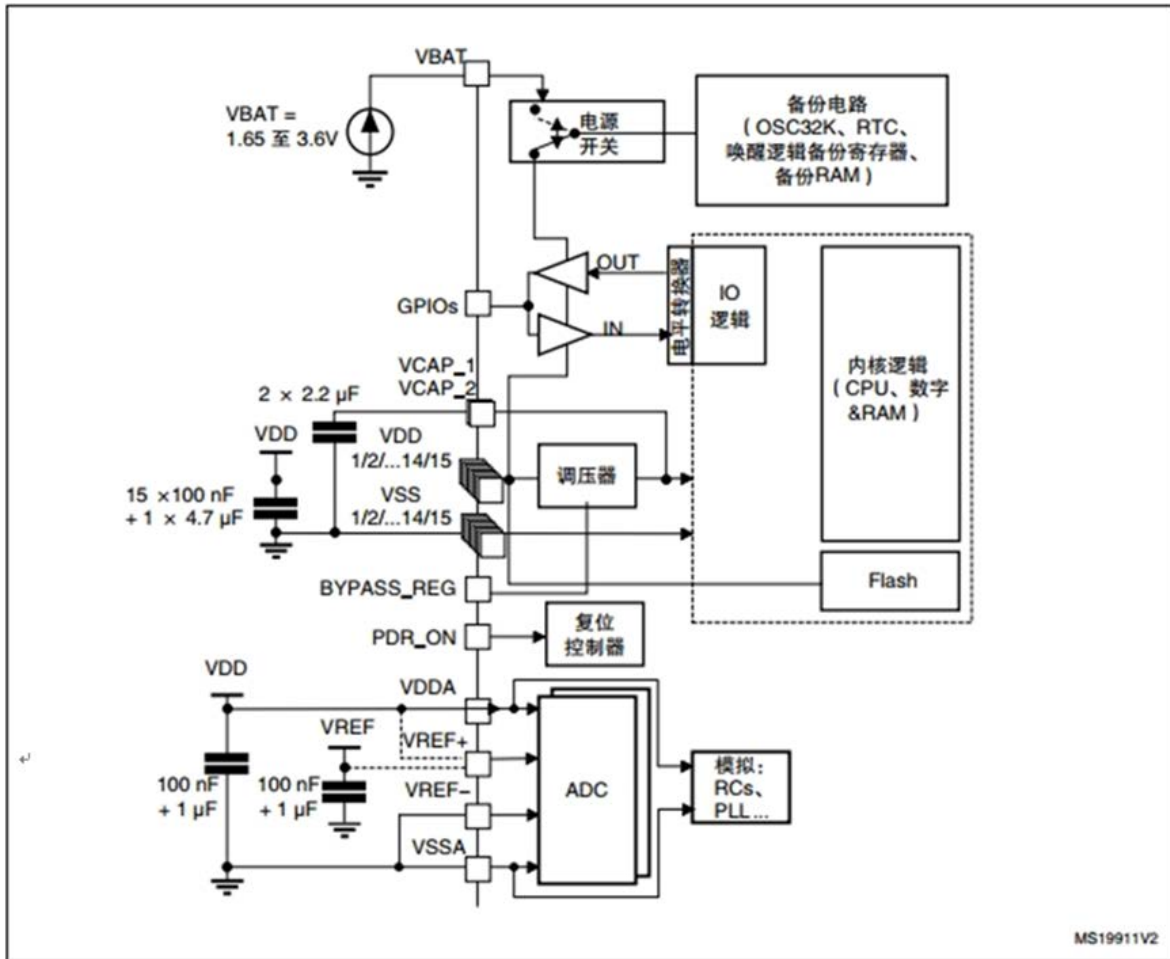 VBAT
VBAT =
1.65 至 3.6V
电源
开关
备份电路
（OSC32K、RTC、
唤醒逻辑备份寄存器、
备份RAM）
OUT
GPIOs
IN
电平转换器
IO
逻辑
内核逻辑
（CPU、数字
&RAM）
VCAP_1
VCAP_2
2 × 2.2 µF
VDD
VDD
1/2/...14/15
调压器
15 ×100 nF
+ 1 × 4.7 µF
VSS
1/2/...14/15
Flash
BYPASS_REG
PDR_ON
复位
控制器
VDD
VDDA
VREF
VREF+
100 nF
+ 1 µF
100 nF
+ 1 µF
VREF−
ADC
模拟：
RCs、
PLL...
VSSA
MS19911V2